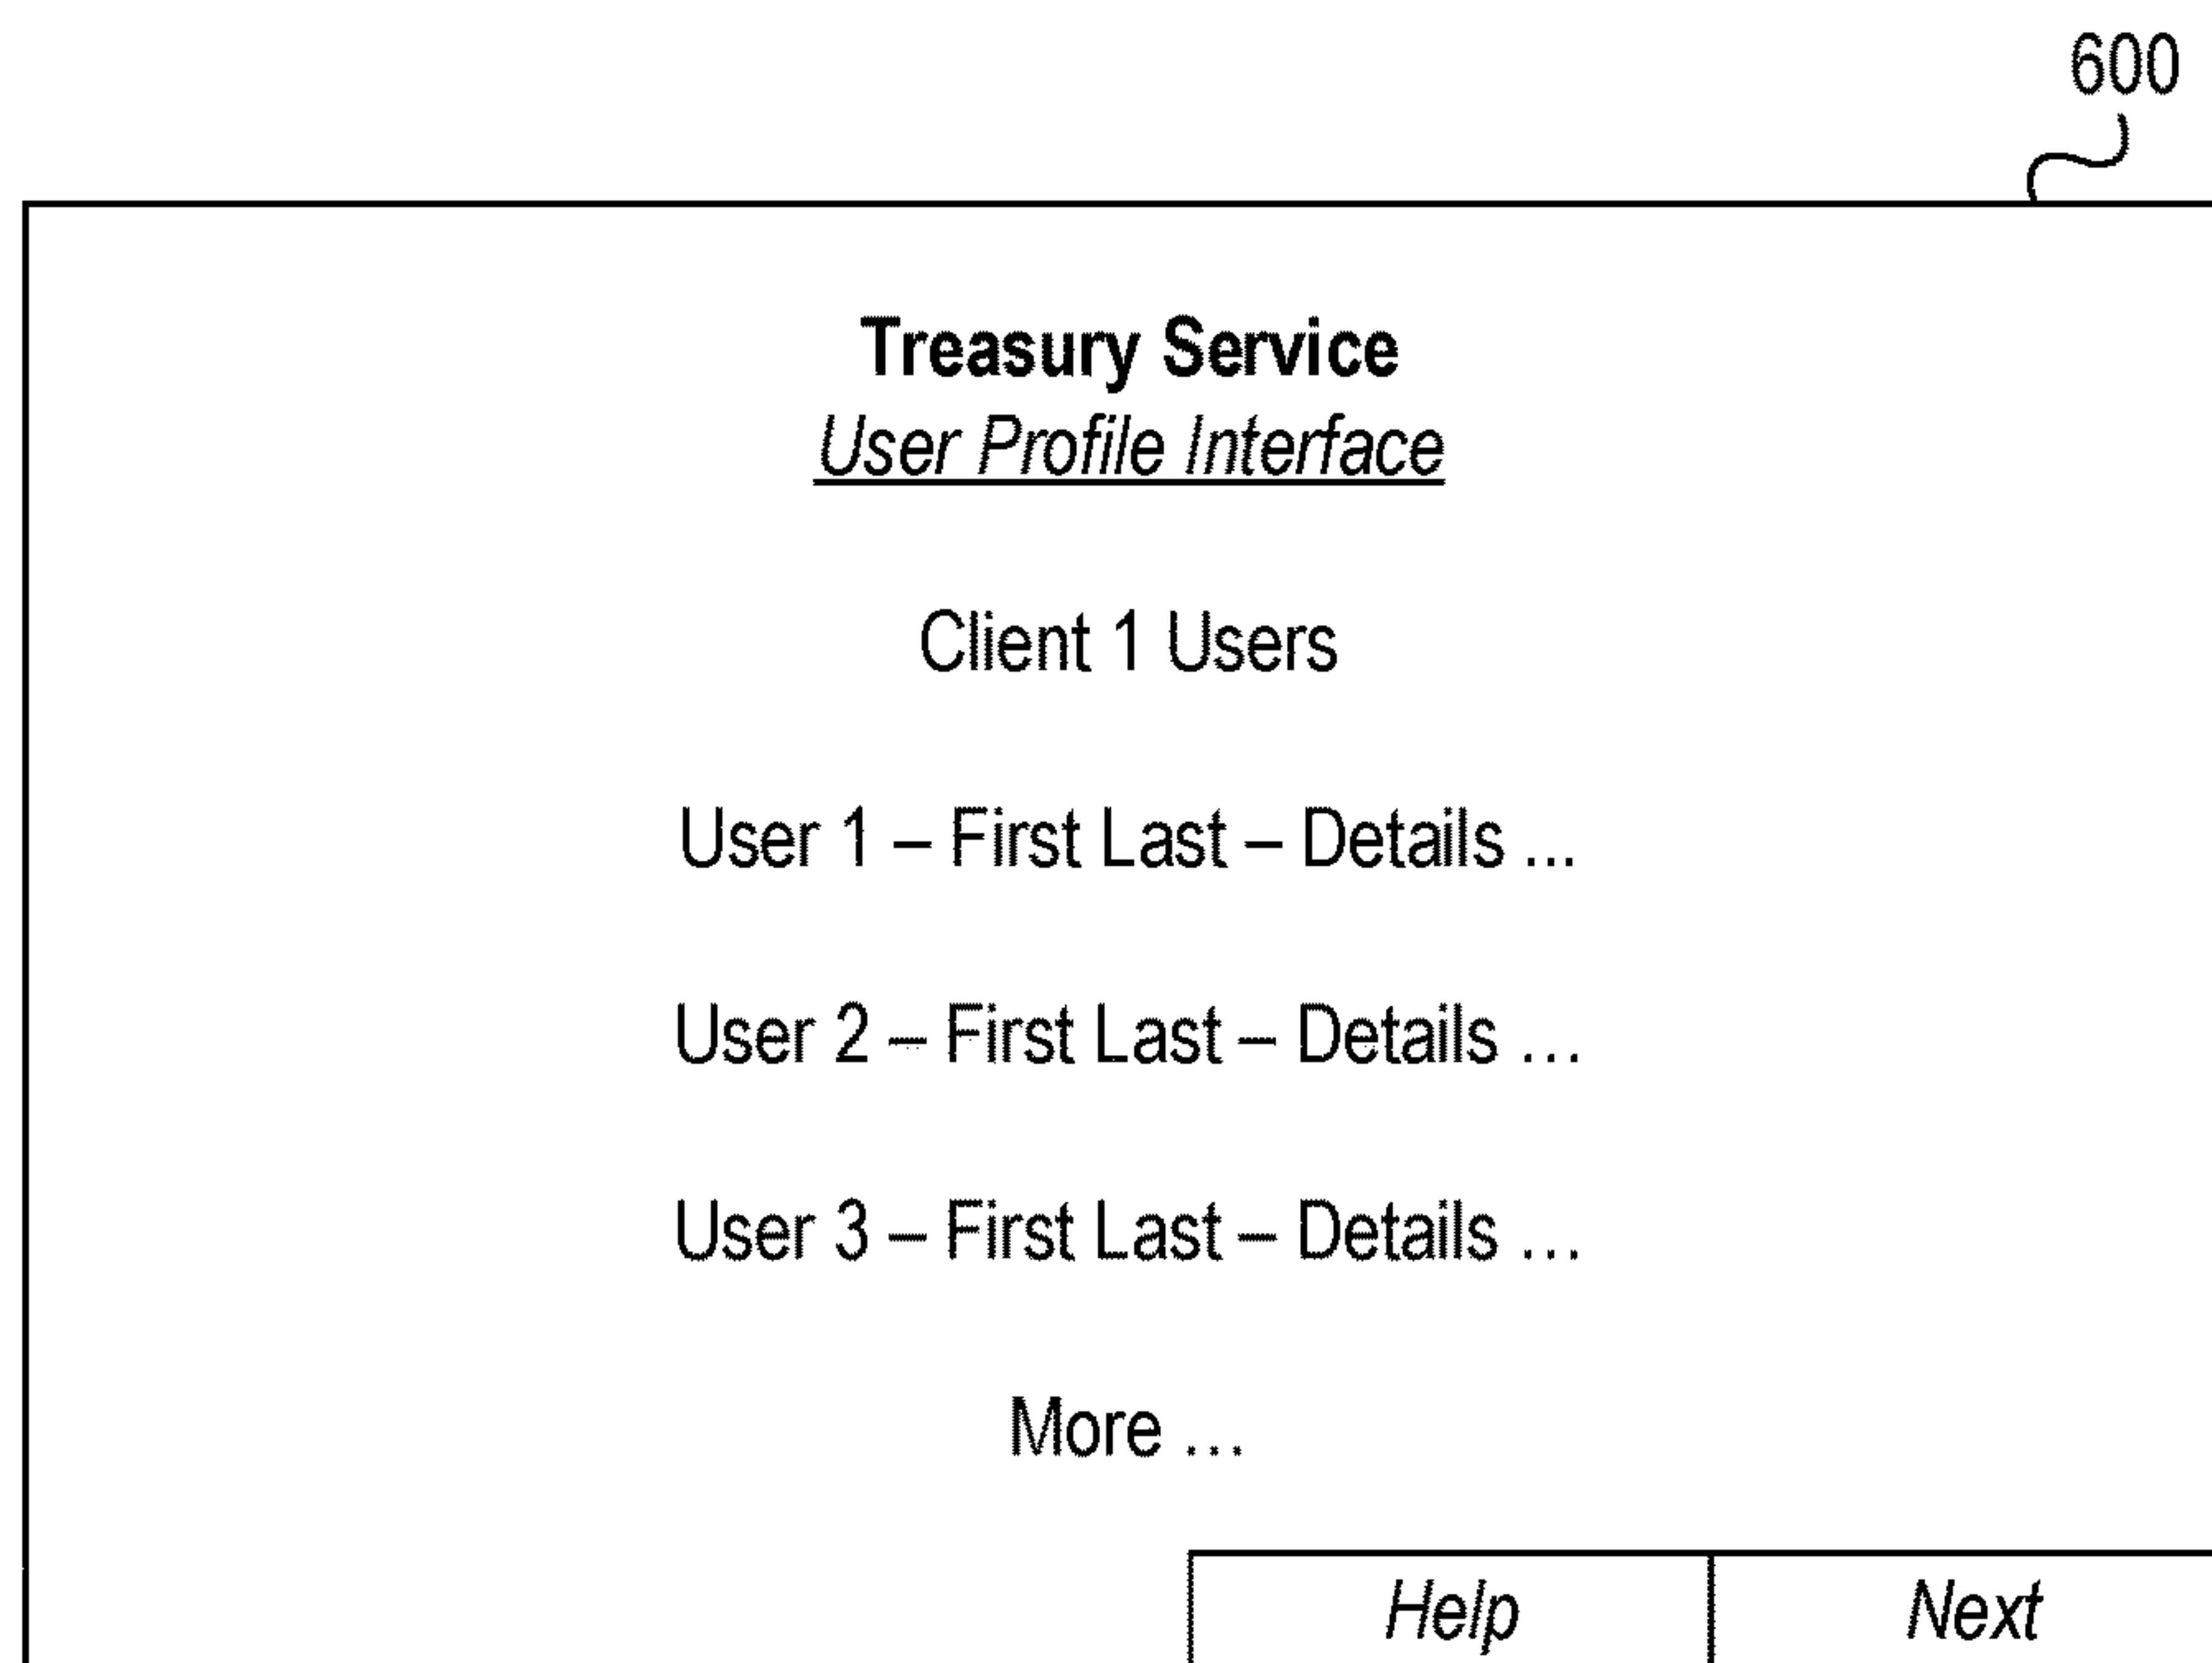 600
Treasury Service
User Profile Interface
Client 1 Users
User 1 – First Last – Details ...
User 2 – First Last – Details ...
User 3 – First Last – Details ...
More ...
Help Next